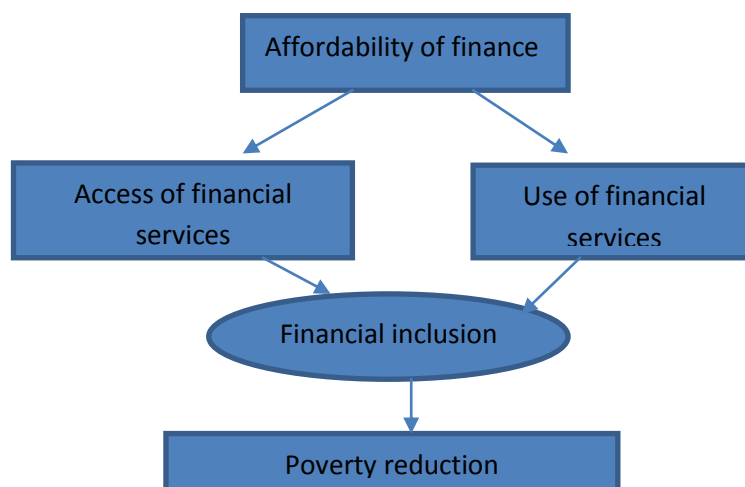 Affordability of finance
Access of financial
services
Use of financial
services
Financial inclusion
Poverty reduction